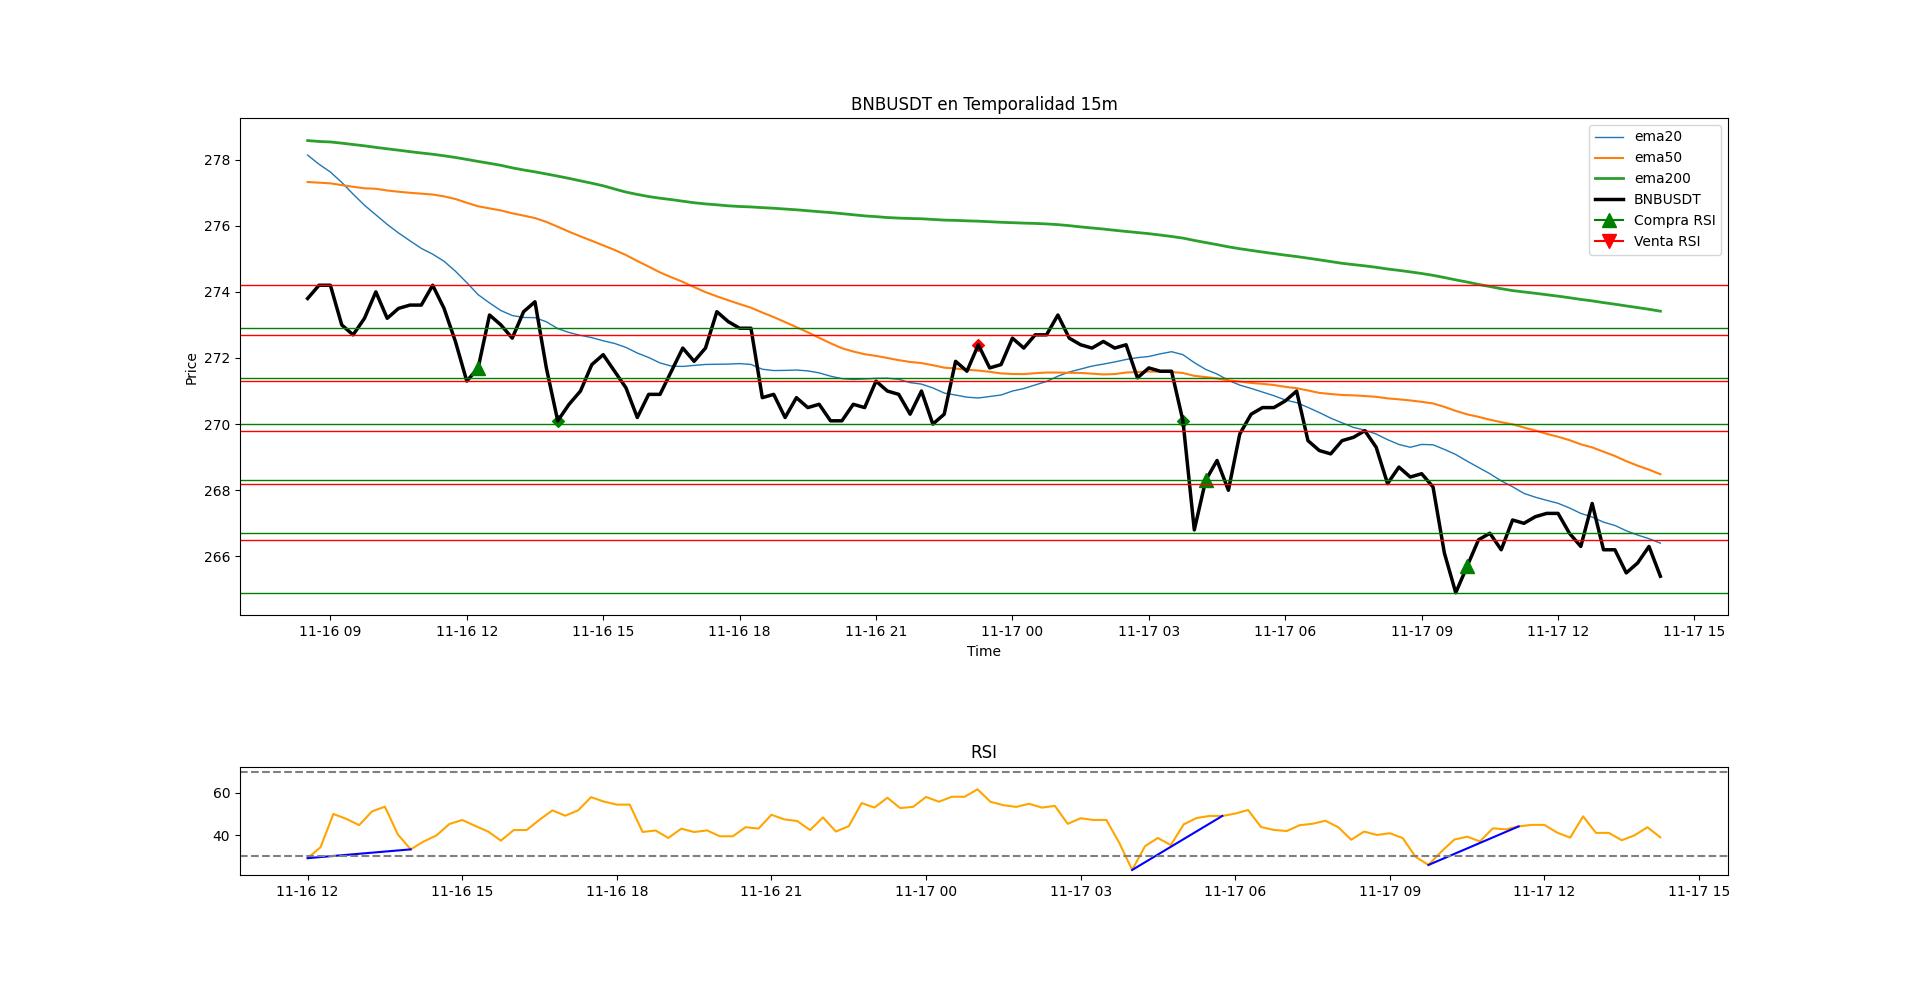 BNBUSDT en Temporalidad 15m
278
276
274
272
270
268
266
Price
ema20
ema50
ema200
BNBUSDT
Compra RSI
Venta RSI
11-16 09 11-16 12 11-16 15 11-16 18 11-16 21 11-17 00 11-17 03 11-17 06 11-17 09 11-17 12 11-17 15
Time
RSI
60
40
11-16 12 11-16 15 11-16 18 11-16 21 11-17 00 11-17 03 11-17 06 11-17 09 11-17 12 11-17 15